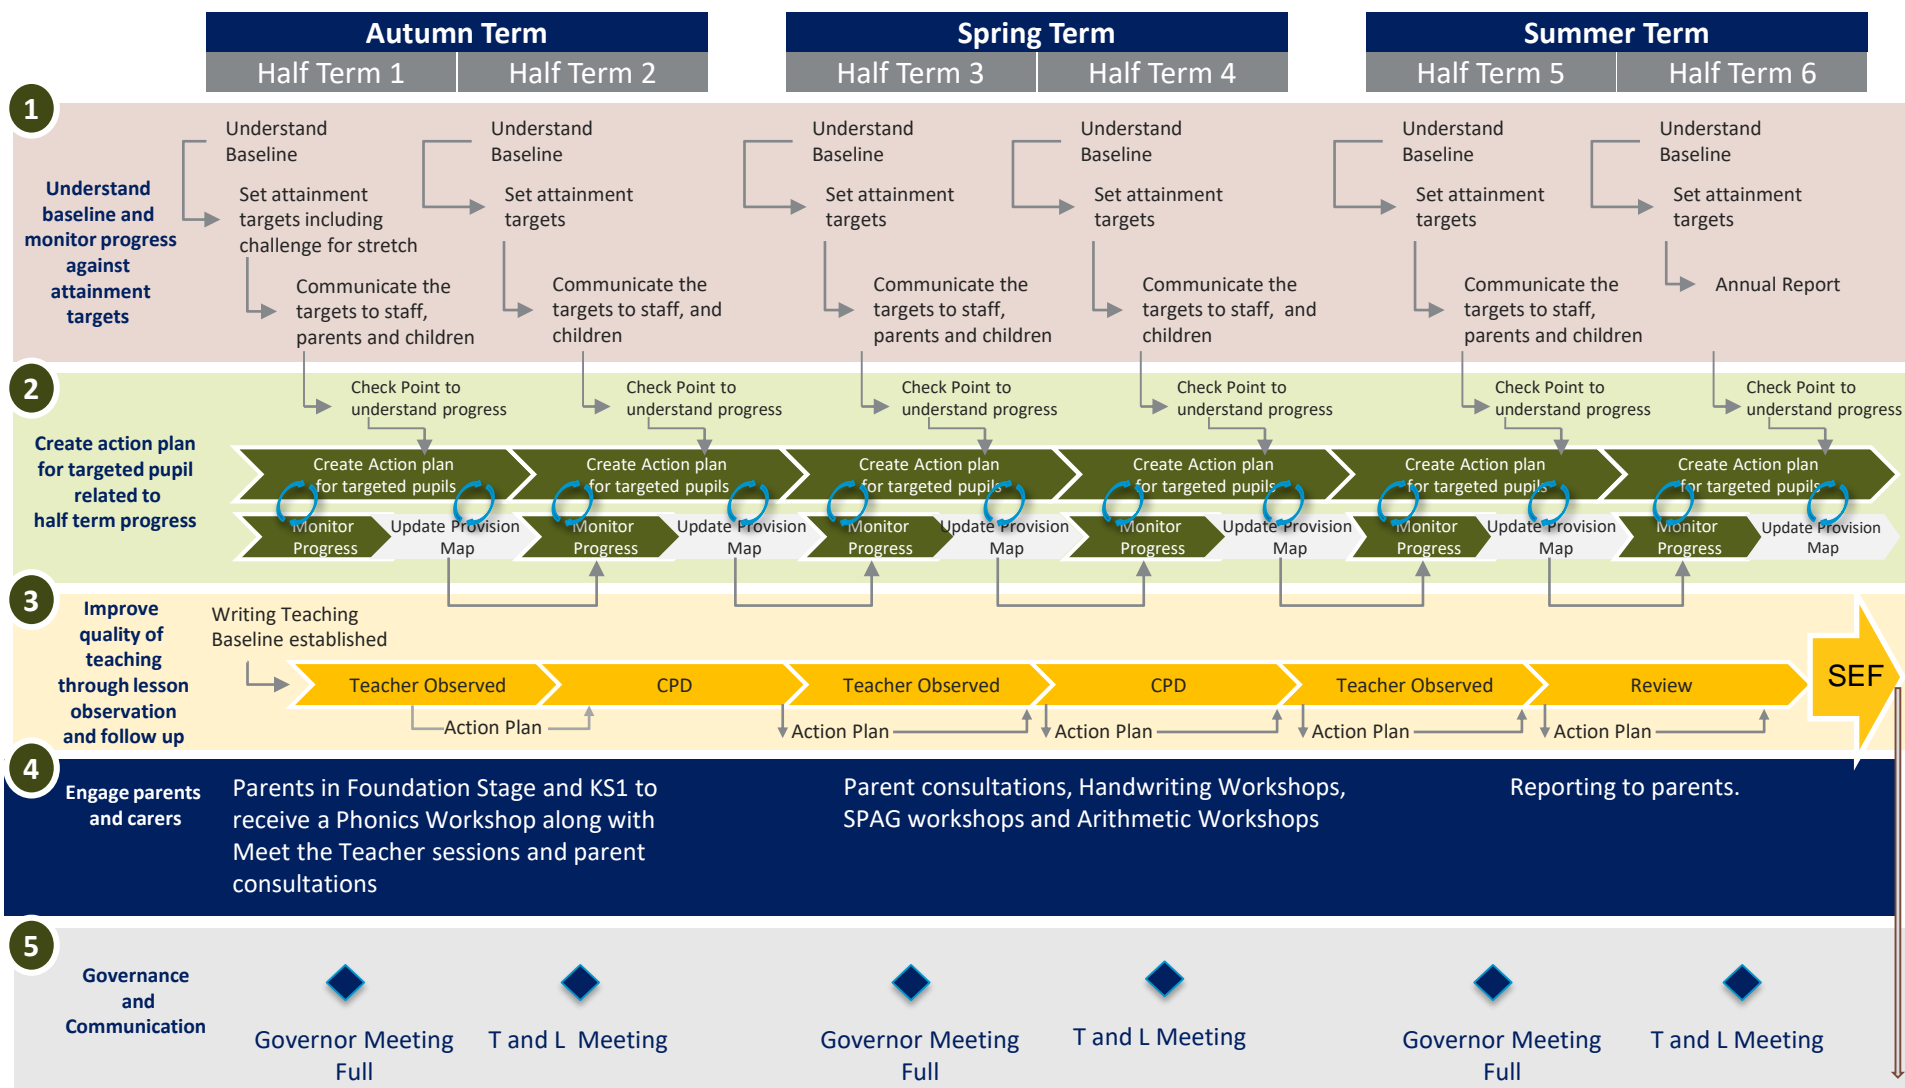 Autumn Term
Spring Term
Summer Term
Half Term 1
Half Term 2
Half Term 3
Half Term 4
Half Term 5
Half Term 6
1
Understand
baseline and
monitor progress
against
attainment
targets
Understand
Baseline
Set attainment
targets including
challenge for stretch
Communicate the
targets to staff,
parents and children
Understand
Baseline
Set attainment
targets
Communicate the
targets to staff, and
children
Understand
Baseline
Set attainment
targets
Communicate the
targets to staff,
parents and children
Understand
Baseline
Set attainment
targets
Communicate the
targets to staff,  and
children
Understand
Baseline
Set attainment
targets
Communicate the
targets to staff,
parents and children
Understand
Baseline
Set attainment
targets
Annual Report
2
Create action plan
for targeted pupil
related to
half term progress
Check Point to
understand progress
Check Point to
understand progress
Check Point to
understand progress
Check Point to
understand progress
Check Point to
understand progress
Check Point to
understand progress
Create Action plan
for targeted pupils
Create Action plan
for targeted pupils
Create Action plan
for targeted pupils
Create Action plan
for targeted pupils
Create Action plan
for targeted pupils
Create Action plan
for targeted pupils
Monitor
Progress
Update Provision
Map
Monitor
Progress
Update Provision
Map
Monitor
Progress
Update Provision
Map
Monitor
Progress
Update Provision
Map
Monitor
Progress
Update Provision
Map
Monitor
Progress
Update Provision
Map
3
Improve
quality of
teaching
through lesson
observation
and follow up
Writing Teaching
Baseline established
Teacher Observed
CPD
Teacher Observed
CPD
Teacher Observed
Review
SEF
Action Plan
Action Plan
Action Plan
Action Plan
Action Plan
4
Engage parents
and carers
Parents in Foundation Stage and KS1 to
receive a Phonics Workshop along with
Meet the Teacher sessions and parent
consultations
Parent consultations, Handwriting Workshops,
SPAG workshops and Arithmetic Workshops
Reporting to parents.
5
Governance
and
Communication
Governor Meeting
Full
T and L  Meeting
Governor Meeting
Full
T and L Meeting
Governor Meeting
Full
T and L Meeting